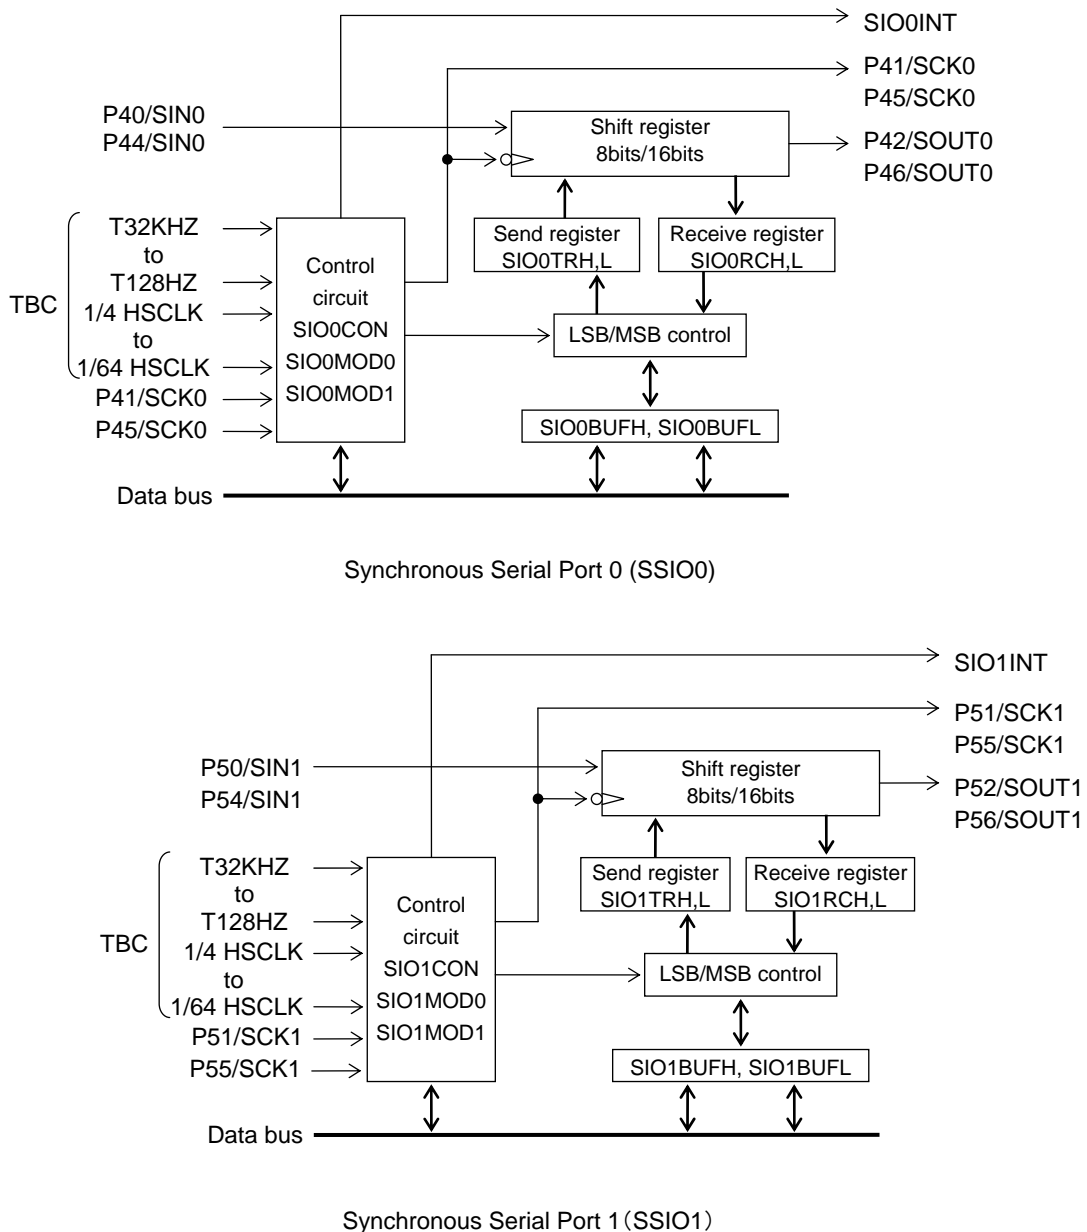 SIO0INT
P41/SCK0
P45/SCK0
P40/SIN0
P44/SIN0
Shift register
8bits/16bits
P42/SOUT0
P46/SOUT0
TBC
T32KHZ
to
T128HZ
1/4 HSCLK
to
1/64 HSCLK
P41/SCK0
P45/SCK0
Control
circuit
SIO0CON
SIO0MOD0
SIO0MOD1
Send register
SIO0TRH,L
Receive register
SIO0RCH,L
LSB/MSB control
SIO0BUFH, SIO0BUFL
Data bus
Synchronous Serial Port 0 (SSIO0)
SIO1INT
P51/SCK1
P55/SCK1
P50/SIN1
P54/SIN1
Shift register
8bits/16bits
P52/SOUT1
P56/SOUT1
TBC
T32KHZ
to
T128HZ
1/4 HSCLK
to
1/64 HSCLK
P51/SCK1
P55/SCK1
Control
circuit
SIO1CON
SIO1MOD0
SIO1MOD1
Send register
SIO1TRH,L
Receive register
SIO1RCH,L
LSB/MSB control
SIO1BUFH, SIO1BUFL
Data bus
Synchronous Serial Port 1（SSIO1）